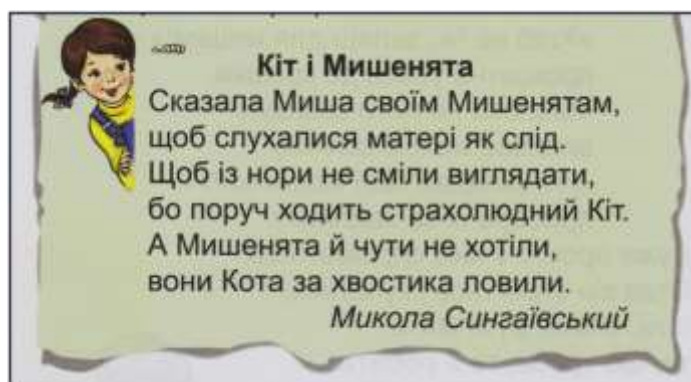 Кіт і Мишенята
Сказала Миша своїм Мишенятам,
щоб слухалися матері як слід.
Щоб із нори не сміли виглядати,
бо поруч ходить страхолюдний Кіт.
А Мишенята й чути не хотіли,
вони Кота за хвостика ловили.
Микола Сингаївський